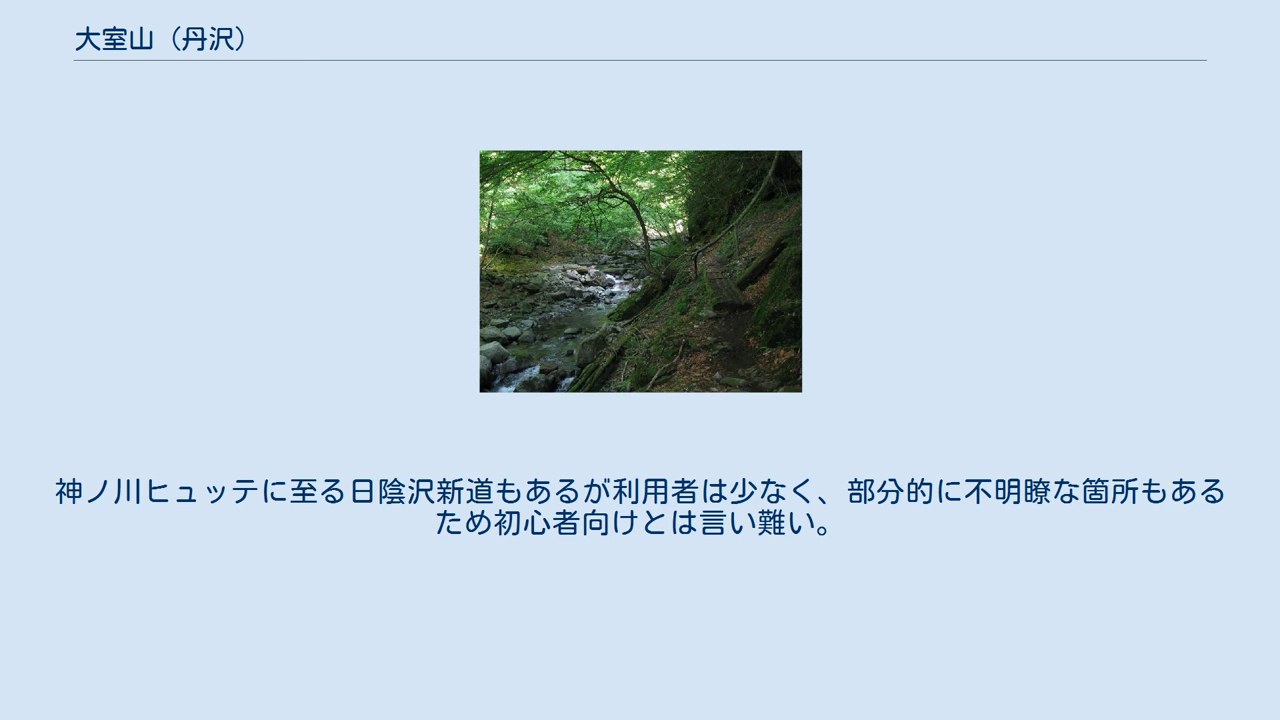 大室山（丹沢）
神ノ川ヒュッテに至る日陰沢新道もあるが利用者は少なく、部分的に不明瞭な箇所もある
ため初心者向けとは言い難い。